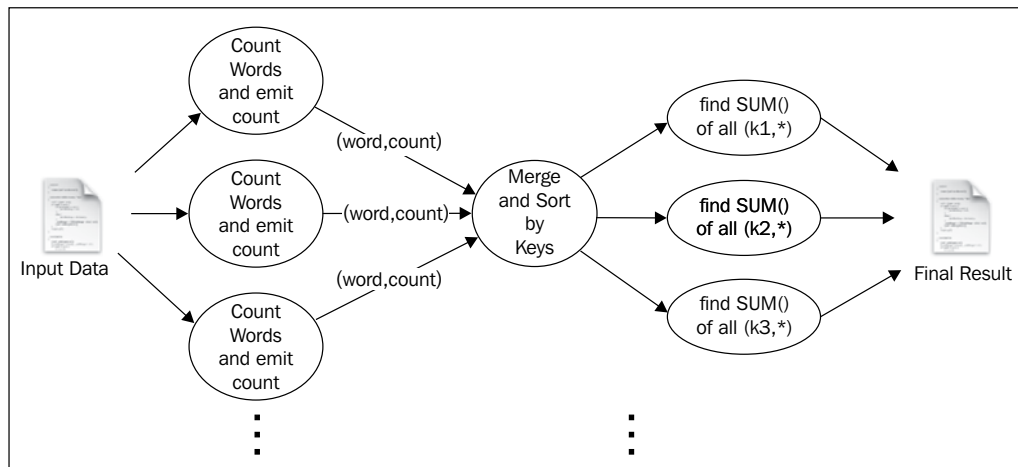 Count
Words
and emit
count
(word,count)
find SUM()
of all (k1,*)
Input Data
Count
Words
and emit
count
(word,count)
Merge
and Sort
by
Keys
find SUM()
of all (k2,*)
Final Result
Count
Words
and emit
count
(word,count)
find SUM()
of all (k3,*)